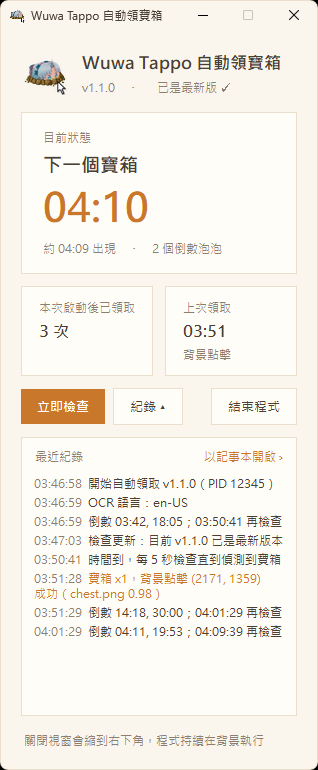 Wuwa Tappo 自動領寶箱
Wuwa Tappo 自動領寶箱
v1.1.0 · 已是最新版 ✓
目前狀態
下一個寶箱
04:10
約 04:09 出現 · 2 個倒數泡泡
本次啟動後已領取
3 次
上次領取
03:51
背景點擊
立即檢查
紀錄 ▴
結束程式
最近紀錄
以記事本開啟 ›
03:46:58 開始自動領取 v1.1.0（PID 12345）
03:46:59 OCR 語言：en-US
03:46:59 倒數 03:42, 18:05；03:50:41 再檢查
03:47:03 檢查更新：目前 v1.1.0 已是最新版本
03:50:41 時間到，每 5 秒檢查直到偵測到寶箱
03:51:28 寶箱 x1，背景點擊 (2171, 1359)
成功（chest.png 0.98）
03:51:29 倒數 14:18, 30:00；04:01:29 再檢查
04:01:29 倒數 04:11, 19:53；04:09:39 再檢查
關閉視窗會縮到右下角，程式持續在背景執行